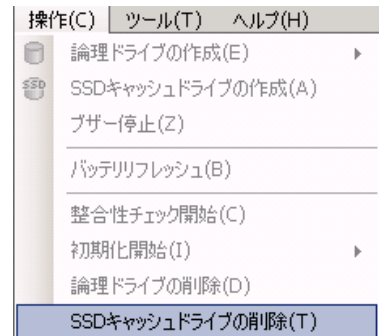 操作(C) ツール(T) ヘルプ(H)
論理ドライブの作成(E)
SSD SSDキャッシュドライブの作成(A)
ブザー停止(Z)
バッテリリフレッシュ(B)
整合性チェック開始(C)
初期化開始(I)
論理ドライブの削除(D)
SSDキャッシュドライブの削除(T)